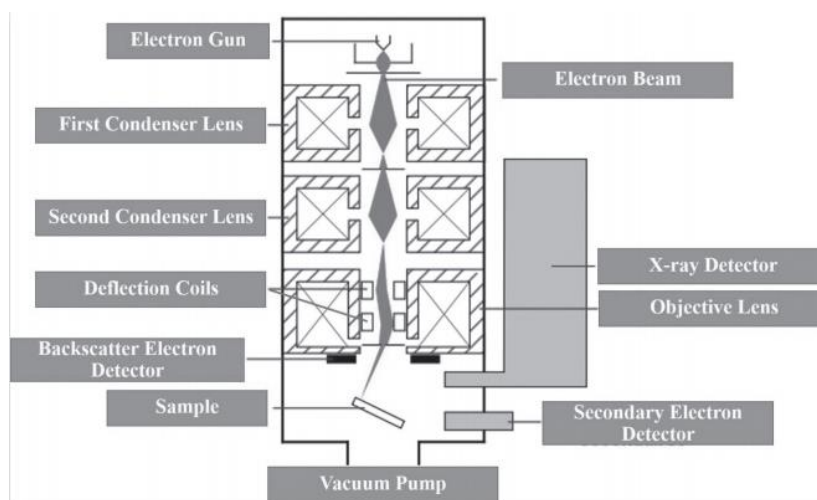 Electron Gun
Electron Beam
First Condenser Lens
Second Condenser Lens
X-ray Detector
Deflection Coils
Objective Lens
Backscatter Electron
Detector
Sample
Secondary Electron
Detector
Vacuum Pump